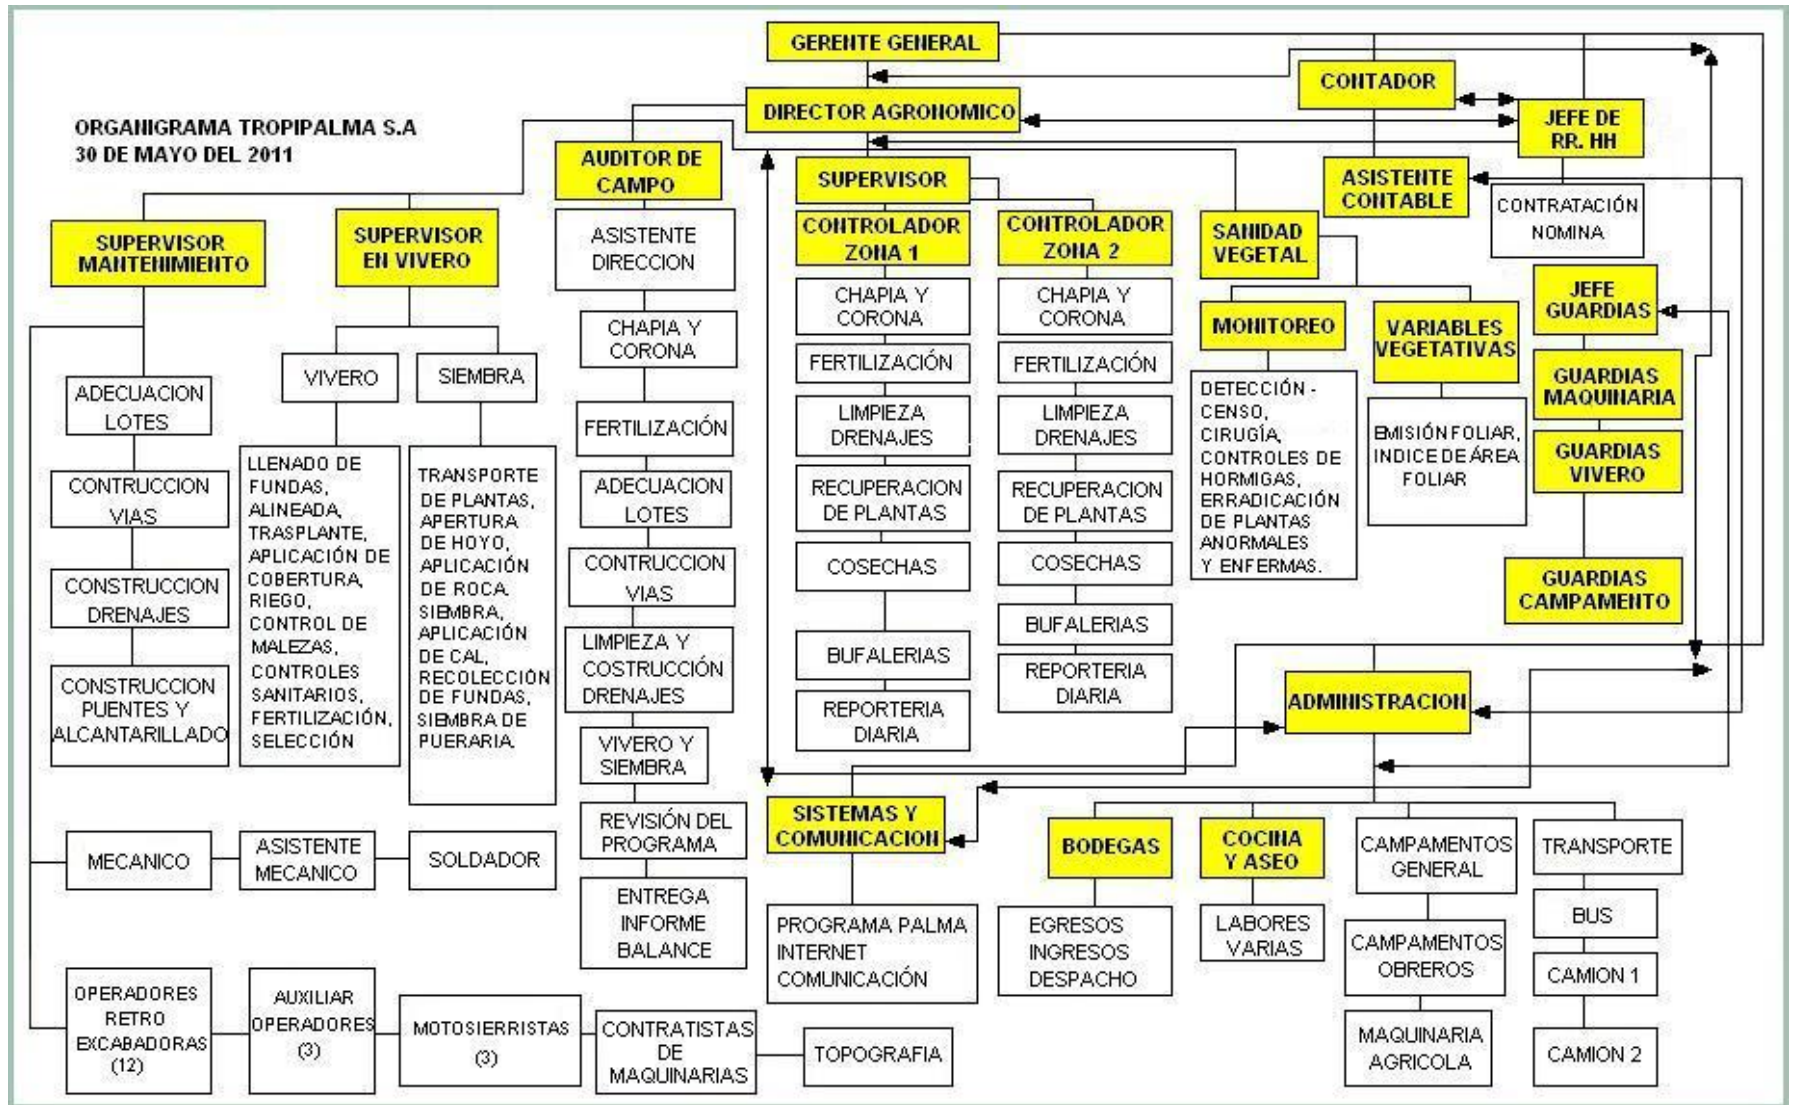 GERENTE GENERAL
CONTADOR
DIRECTOR AGRONOMICO
JEFE DE
RR. HH
ORGANIGRAMA TROPIPALMA S.A
30 DE MAYO DEL 2011
AUDITOR DE
CAMPO
SUPERVISOR
ASISTENTE
CONTABLE
CONTRATACIÓN
NOMINA
SUPERVISOR
MANTENIMIENTO
SUPERVISOR
EN VIVERO
ASISTENTE
DIRECCION
CONTROLADOR
ZONA 1
CONTROLADOR
ZONA 2
SANIDAD
VEGETAL
JEFE
GUARDIAS
MONITOREO
VARIABLES
VEGETATIVAS
GUARDIAS
MAQUINARIA
GUARDIAS
VIVERO
GUARDIAS
CAMPAMENTO
ADECUACION
LOTES
CONTRUCCION
VIAS
CONSTRUCCION
DRENAJES
CONSTRUCCION
PUENTES Y
ALCANTARILLADO
VIVERO
LLENADO DE
FUNDAS,
ALINEADA,
TRASPLANTE,
APLICACIÓN DE
COBERTURA,
RIEGO,
CONTROL DE
MALEZAS,
CONTROLES
SANITARIOS,
FERTILIZACIÓN,
SELECCIÓN
SIEMBRA
TRANSPORTE
DE PLANTAS,
APERTURA
DE HOYO,
APLICACIÓN
DE ROCA.
SIEMBRA,
APLICACIÓN
DE CAL,
RECOLECCIÓN
DE FUNDAS,
SIEMBRA DE
PUERARIA.
CHAPIA Y
CORONA
FERTILIZACIÓN
ADECUACION
LOTES
CONTRUCCION
VIAS
LIMPIEZA Y
COSTRUCCIÓN
DRENAJES
VIVERO Y
SIEMBRA
REVISIÓN DEL
PROGRAMA
ENTREGA
INFORME
BALANCE
CHAPIA Y
CORONA
FERTILIZACIÓN
LIMPIEZA
DRENAJES
RECUPERACION
DE PLANTAS
COSECHAS
BUFALERIAS
REPORTERIA
DIARIA
CHAPIA Y
CORONA
FERTILIZACIÓN
LIMPIEZA
DRENAJES
RECUPERACION
DE PLANTAS
COSECHAS
BUFALERIAS
REPORTERIA
DIARIA
DETECCIÓN -
CENSO,
CIRUGÍA,
CONTROLES DE
HORMIGAS,
ERRADICACIÓN
DE PLANTAS
ANORMALES
Y ENFERMAS.
EMISIÓN FOLIAR,
INDICE DE ÁREA
FOLIAR
ADMINISTRACION
SISTEMAS Y
COMUNICACION
PROGRAMA PALMA
INTERNET
COMUNICACIÓN
BODEGAS
EGRESOS
INGRESOS
DESPACHO
COCINA
Y ASEO
LABORES
VARIAS
CAMPAMENTOS
GENERAL
CAMPAMENTOS
OBREROS
MAQUINARIA
AGRICOLA
TRANSPORTE
BUS
CAMION 1
CAMION 2
MECANICO
ASISTENTE
MECANICO
SOLDADOR
OPERADORES
RETRO
EXCABADORAS
(12)
AUXILIAR
OPERADORES
(3)
MOTOSIERRISTAS
(3)
CONTRATISTAS
DE
MAQUINARIAS
TOPOGRAFIA